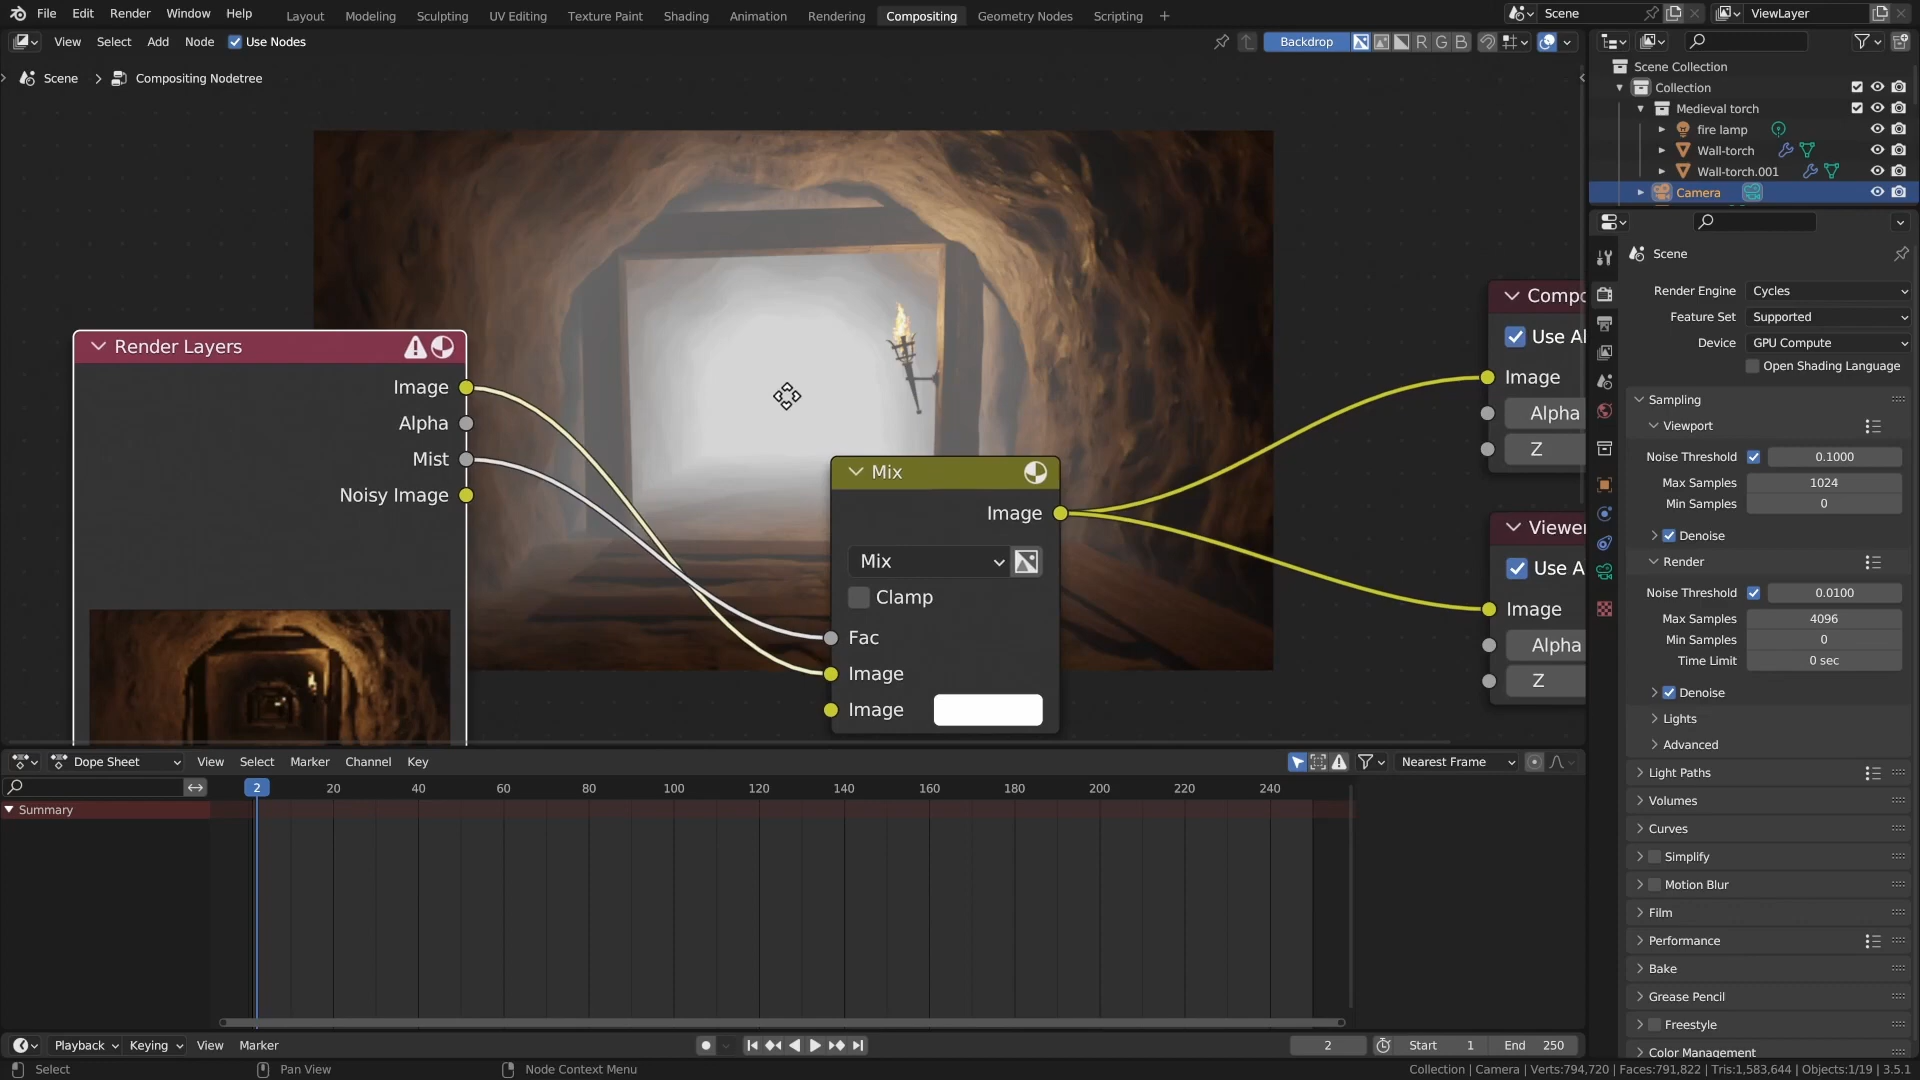 File Edit Render Window Help Layout Modeling Sculpting UV Editing Texture Paint Shading Animation Rendering Compositing Geometry Nodes Scripting + Scene ViewLayer
View Select Add Node Use Nodes Backdrop R G B
Scene > Compositing Nodetree
Scene Collection
Collection
Medieval torch
fire lamp
Wall-torch
Wall-torch.001
Camera
Render Layers
Image
Alpha
Mist
Noisy Image
Mix
Image
Mix
Clamp
Fac
Image
Image
Compo
Use Al
Image
Alpha
Z
Viewer
Use A
Image
Alpha
Z
Scene
Render Engine Cycles
Feature Set Supported
Device GPU Compute
Open Shading Language
Sampling
Viewport
Noise Threshold 0.1000
Max Samples 1024
Min Samples 0
Denoise
Render
Noise Threshold 0.0100
Max Samples 4096
Min Samples 0
Time Limit 0 sec
Denoise
Lights
Advanced
Light Paths
Volumes
Curves
Simplify
Motion Blur
Film
Performance
Bake
Grease Pencil
Freestyle
Color Management
Dope Sheet View Select Marker Channel Key Nearest Frame
2 20 40 60 80 100 120 140 160 180 200 220 240
Summary
Playback Keying View Marker 2 Start 1 End 250
Select Pan View Node Context Menu Collection | Camera | Verts:794,720 | Faces:791,822 | Tris:1,583,644 | Objects:1/19 | 3.5.1